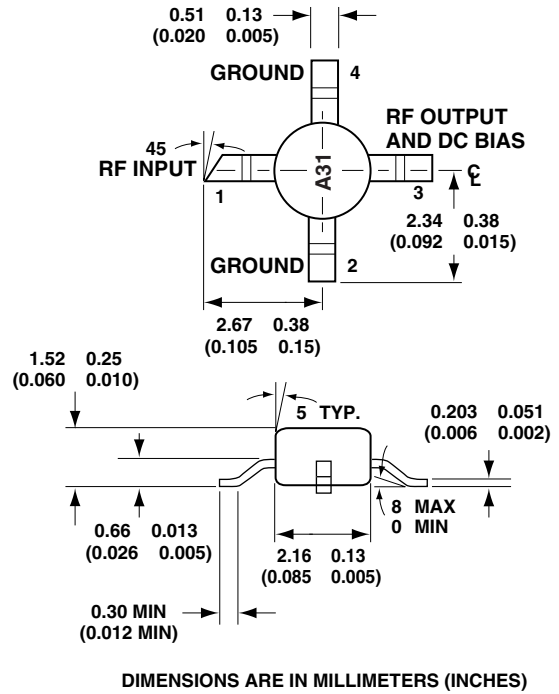 0.51 0.13
(0.020 0.005)
GROUND 4
RF OUTPUT
AND DC BIAS
45
RF INPUT
A31
C
L
1
3
2.34 0.38
(0.092 0.015)
GROUND 2
2.67 0.38
(0.105 0.15)
1.52 0.25
(0.060 0.010)
5 TYP.
0.203 0.051
(0.006 0.002)
8 MAX
0 MIN
0.66 0.013
(0.026 0.005)
2.16 0.13
(0.085 0.005)
0.30 MIN
(0.012 MIN)
DIMENSIONS ARE IN MILLIMETERS (INCHES)